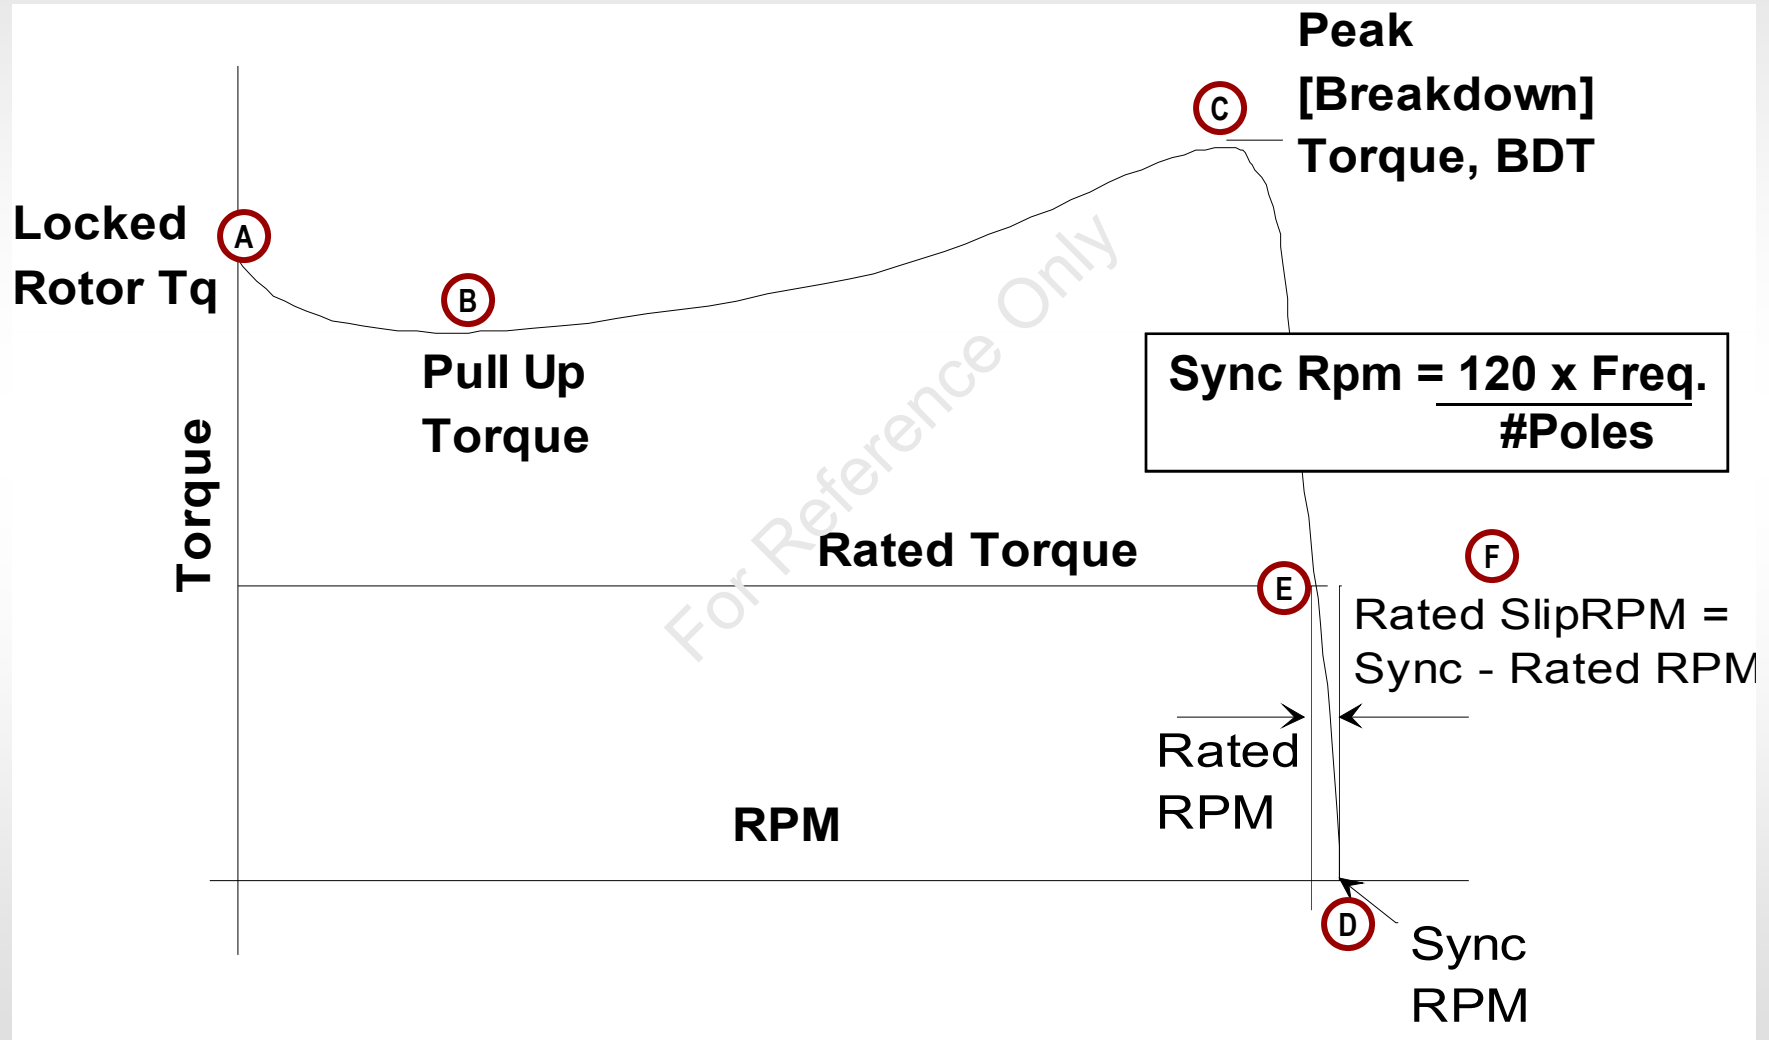 Peak
[Breakdown]
Torque, BDT
C
Locked
Rotor Tq
A
B
Pull Up
Torque
Sync Rpm = 120 x Freq.
#Poles
Torque
Rated Torque
E
F
Rated SlipRPM =
Sync - Rated RPM
Rated
RPM
RPM
D
Sync
RPM
For Reference Only